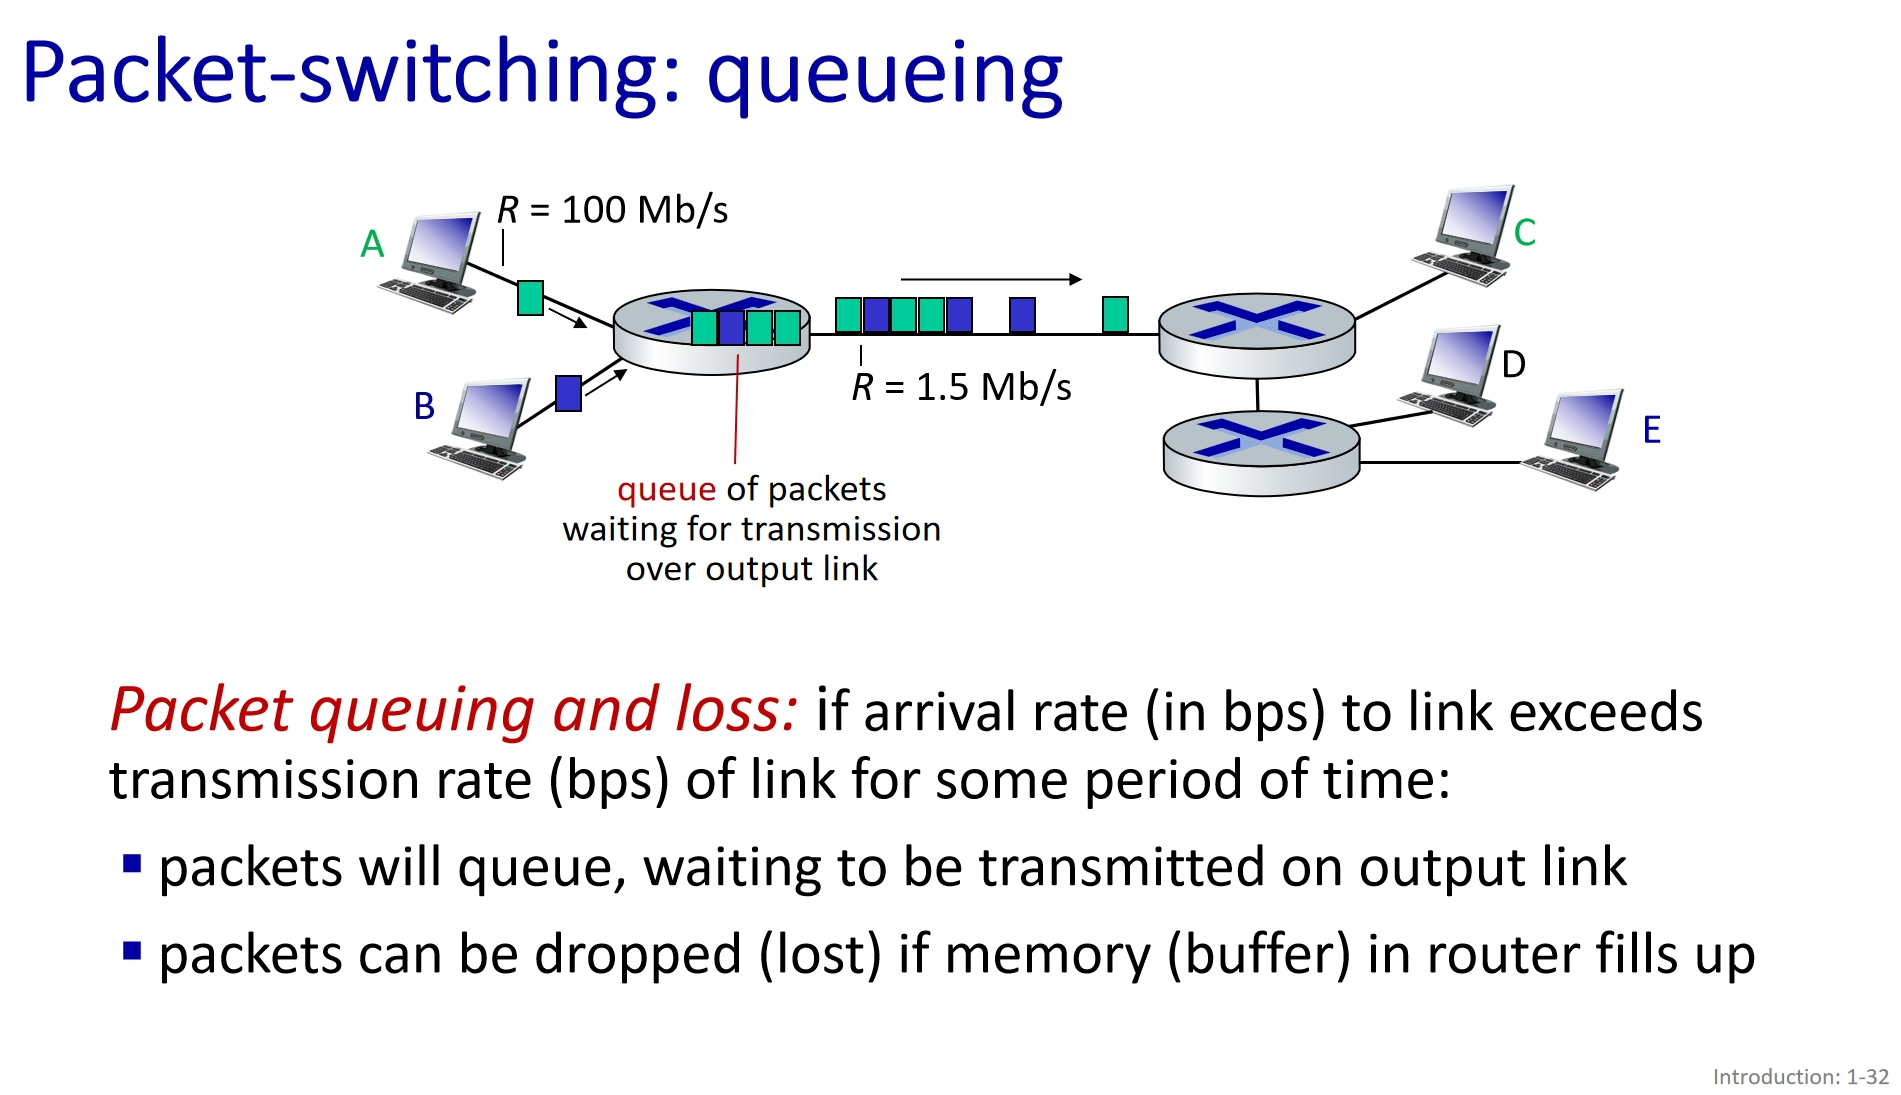 Packet-switching: queueing
R = 100 Mb/s
A
C
D
R = 1.5 Mb/s
B
E
queue of packets
waiting for transmission
over output link
Packet queuing and loss: if arrival rate (in bps) to link exceeds
transmission rate (bps) of link for some period of time:
▪ packets will queue, waiting to be transmitted on output link
▪ packets can be dropped (lost) if memory (buffer) in router fills up
Introduction: 1-32